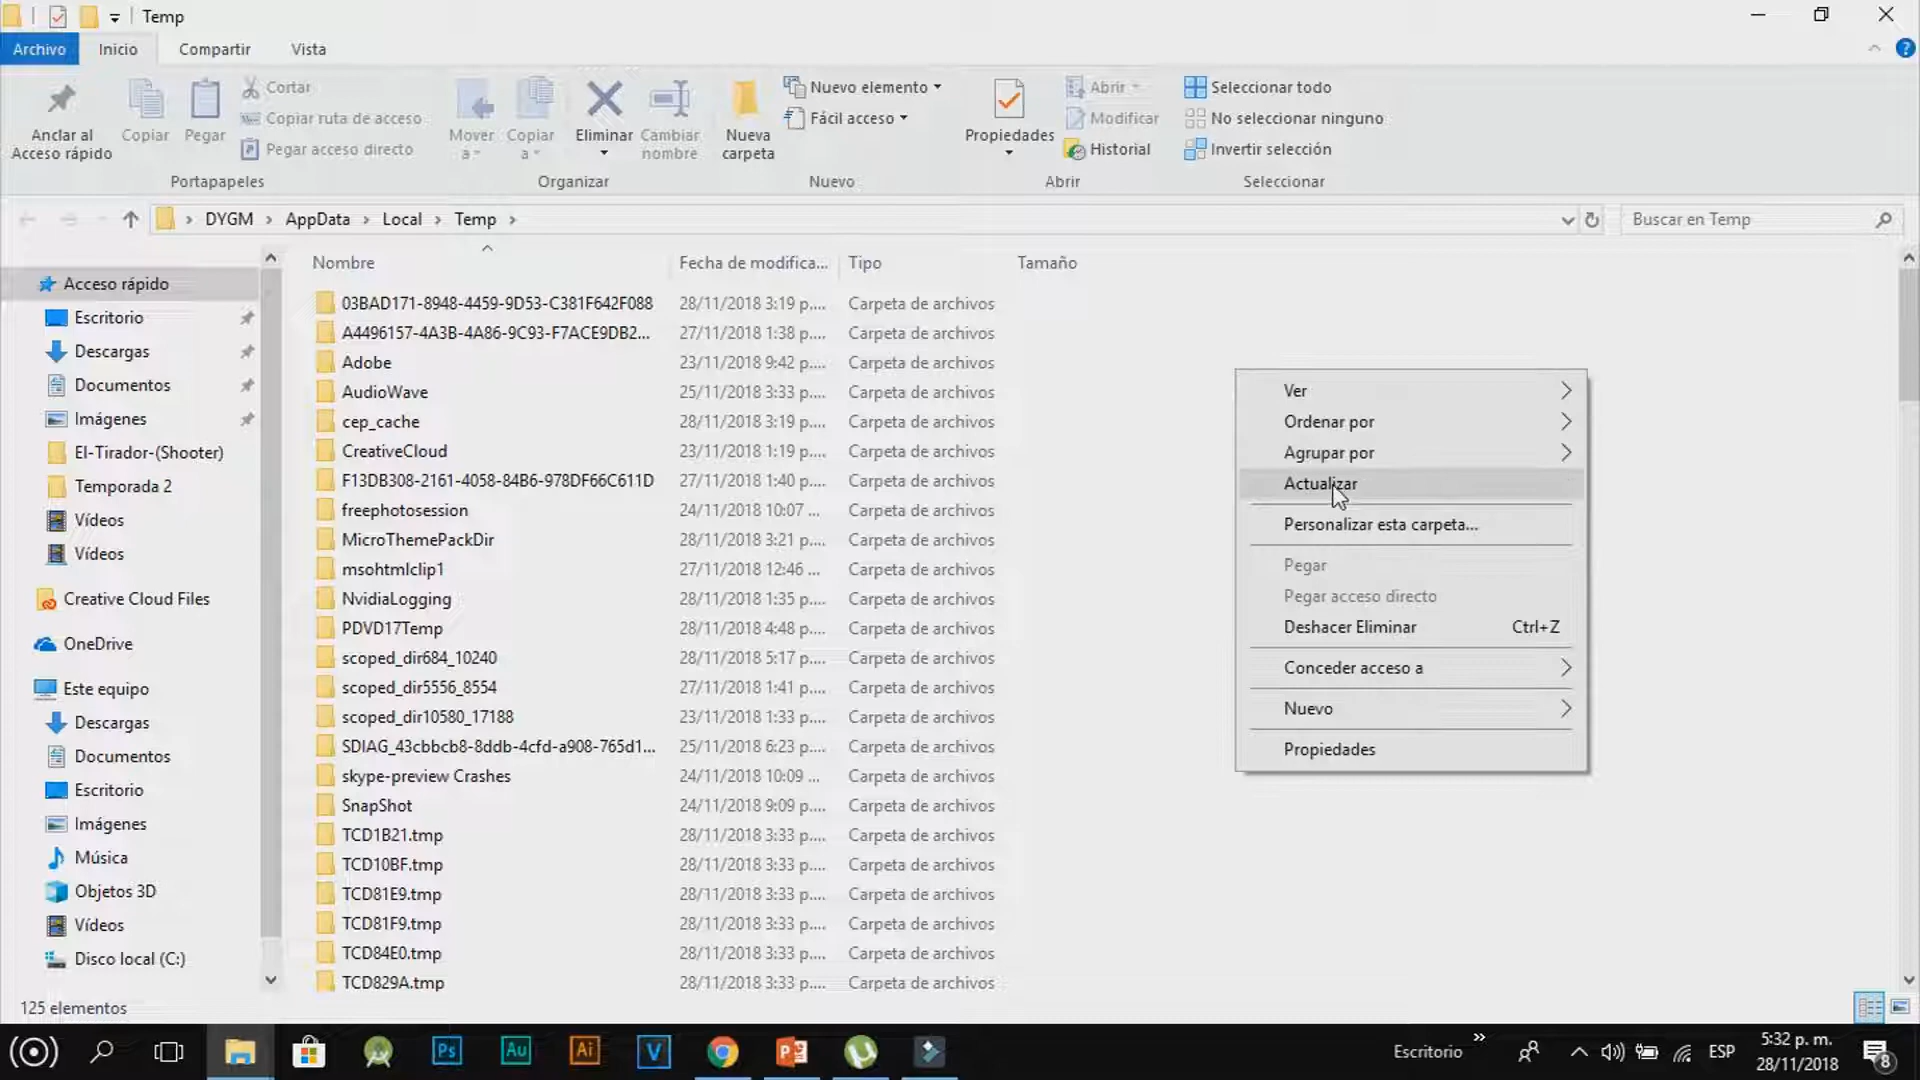 Temp
Archivo
Inicio
Compartir
Vista
Anclar al
Acceso rápido
Copiar
Pegar
Cortar
Copiar ruta de acceso
Pegar acceso directo
Portapapeles
Mover
a
Copiar
a
Eliminar
Cambiar
nombre
Organizar
Nueva
carpeta
Nuevo elemento
Fácil acceso
Nuevo
Propiedades
Abrir
Modificar
Historial
Abrir
Seleccionar todo
No seleccionar ninguno
Invertir selección
Seleccionar
DYGM > AppData > Local > Temp >
Buscar en Temp
Acceso rápido
Escritorio
Descargas
Documentos
Imágenes
El-Tirador-(Shooter)
Temporada 2
Vídeos
Vídeos
Creative Cloud Files
OneDrive
Este equipo
Descargas
Documentos
Escritorio
Imágenes
Música
Objetos 3D
Vídeos
Disco local (C:)
Nombre Fecha de modifica... Tipo Tamaño
03BAD171-8948-4459-9D53-C381F642F088 28/11/2018 3:19 p.... Carpeta de archivos
A4496157-4A3B-4A86-9C93-F7ACE9DB2... 27/11/2018 1:38 p.... Carpeta de archivos
Adobe 23/11/2018 9:42 p.... Carpeta de archivos
AudioWave 25/11/2018 3:33 p.... Carpeta de archivos
cep_cache 28/11/2018 3:19 p.... Carpeta de archivos
CreativeCloud 23/11/2018 1:19 p.... Carpeta de archivos
F13DB308-2161-4058-84B6-978DF66C611D 27/11/2018 1:40 p.... Carpeta de archivos
freephotosession 24/11/2018 10:07 ... Carpeta de archivos
MicroThemePackDir 28/11/2018 3:21 p.... Carpeta de archivos
msohtmlclip1 27/11/2018 12:46 ... Carpeta de archivos
NvidiaLogging 28/11/2018 1:35 p.... Carpeta de archivos
PDVD17Temp 28/11/2018 4:48 p.... Carpeta de archivos
scoped_dir684_10240 28/11/2018 5:17 p.... Carpeta de archivos
scoped_dir5556_8554 27/11/2018 1:41 p.... Carpeta de archivos
scoped_dir10580_17188 23/11/2018 1:33 p.... Carpeta de archivos
SDIAG_43cbbcb8-8ddb-4cfd-a908-765d1... 25/11/2018 6:23 p.... Carpeta de archivos
skype-preview Crashes 24/11/2018 10:09 ... Carpeta de archivos
SnapShot 24/11/2018 9:09 p.... Carpeta de archivos
TCD1B21.tmp 28/11/2018 3:33 p.... Carpeta de archivos
TCD10BF.tmp 28/11/2018 3:33 p.... Carpeta de archivos
TCD81E9.tmp 28/11/2018 3:33 p.... Carpeta de archivos
TCD81F9.tmp 28/11/2018 3:33 p.... Carpeta de archivos
TCD84E0.tmp 28/11/2018 3:33 p.... Carpeta de archivos
TCD829A.tmp 28/11/2018 3:33 p.... Carpeta de archivos
Ver
Ordenar por
Agrupar por
Actualizar
Personalizar esta carpeta...
Pegar
Pegar acceso directo
Deshacer Eliminar Ctrl+Z
Conceder acceso a
Nuevo
Propiedades
125 elementos
Ps
Au
Ai
V
P
Escritorio
ESP
5:32 p. m.
28/11/2018
8